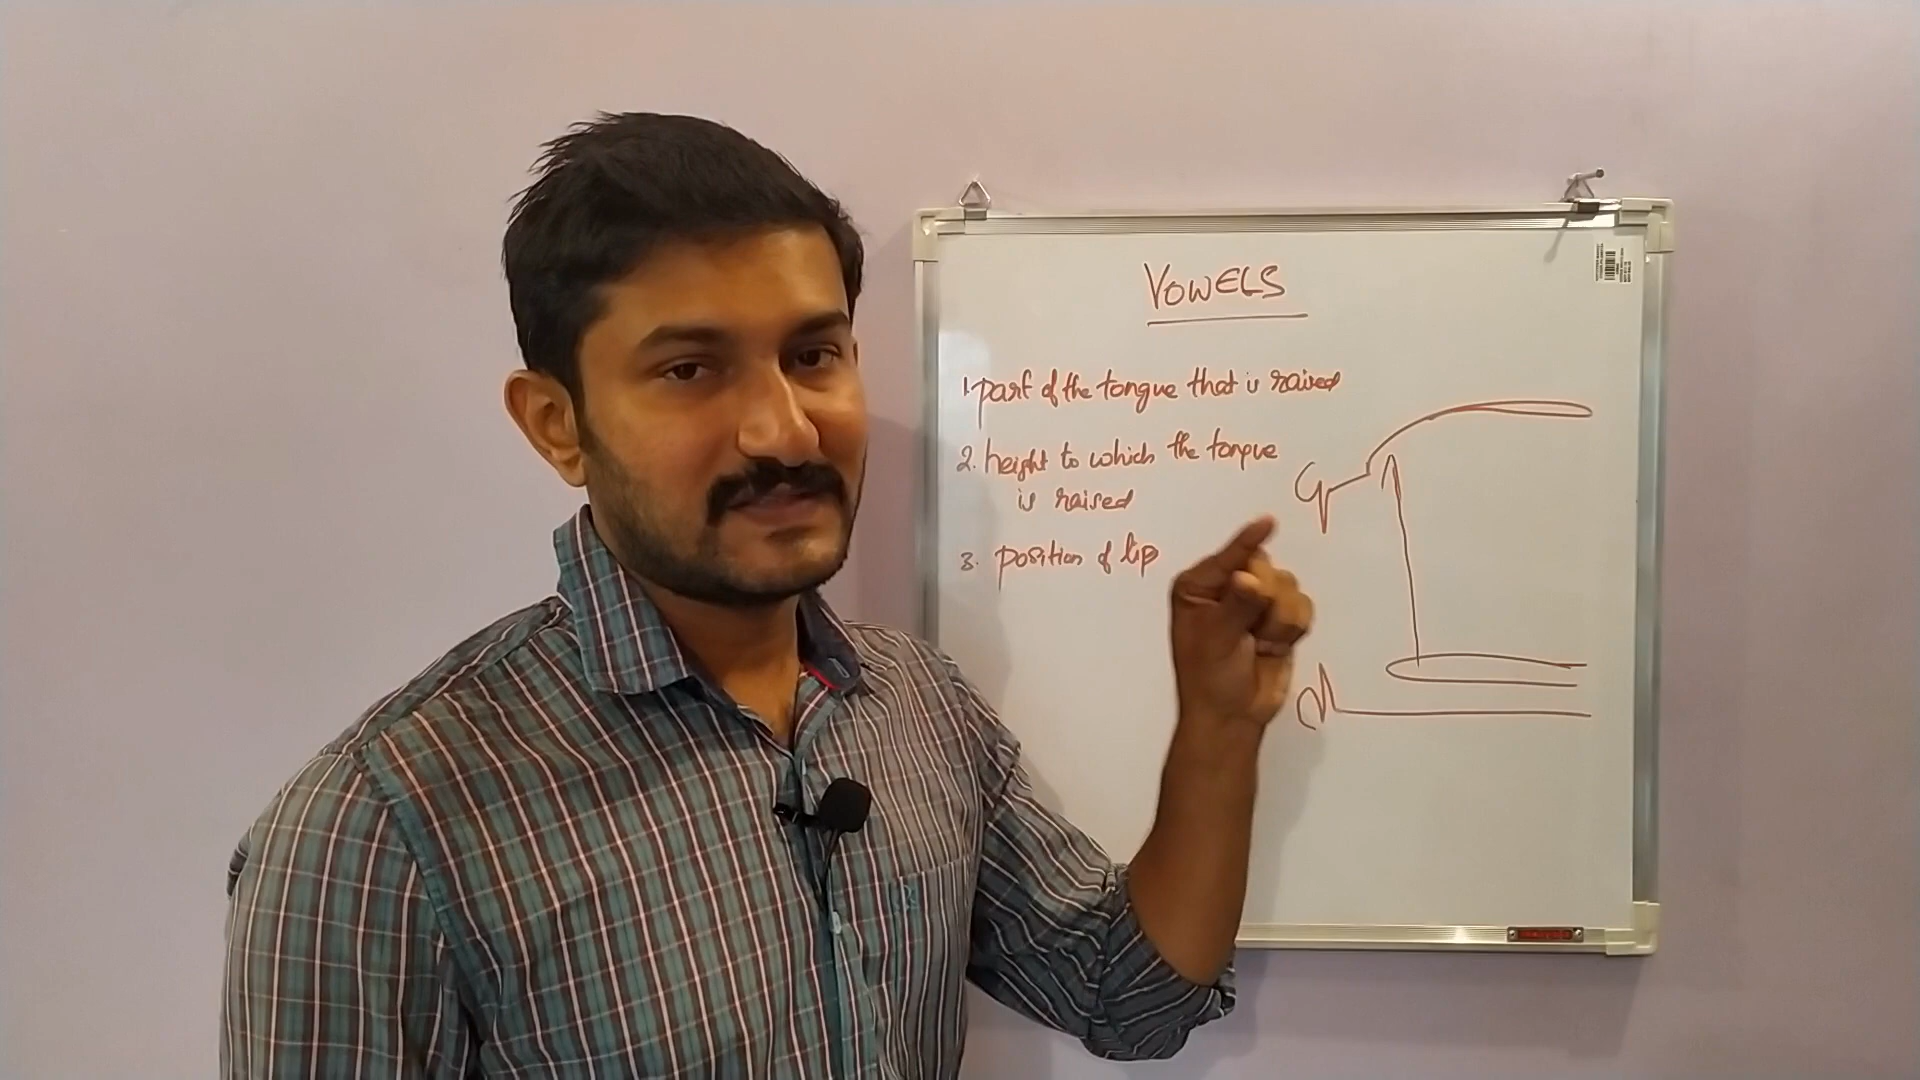 VOWELS
1. part of the tongue that is raised
2. height to which the tongue
is raised
3. position of lip